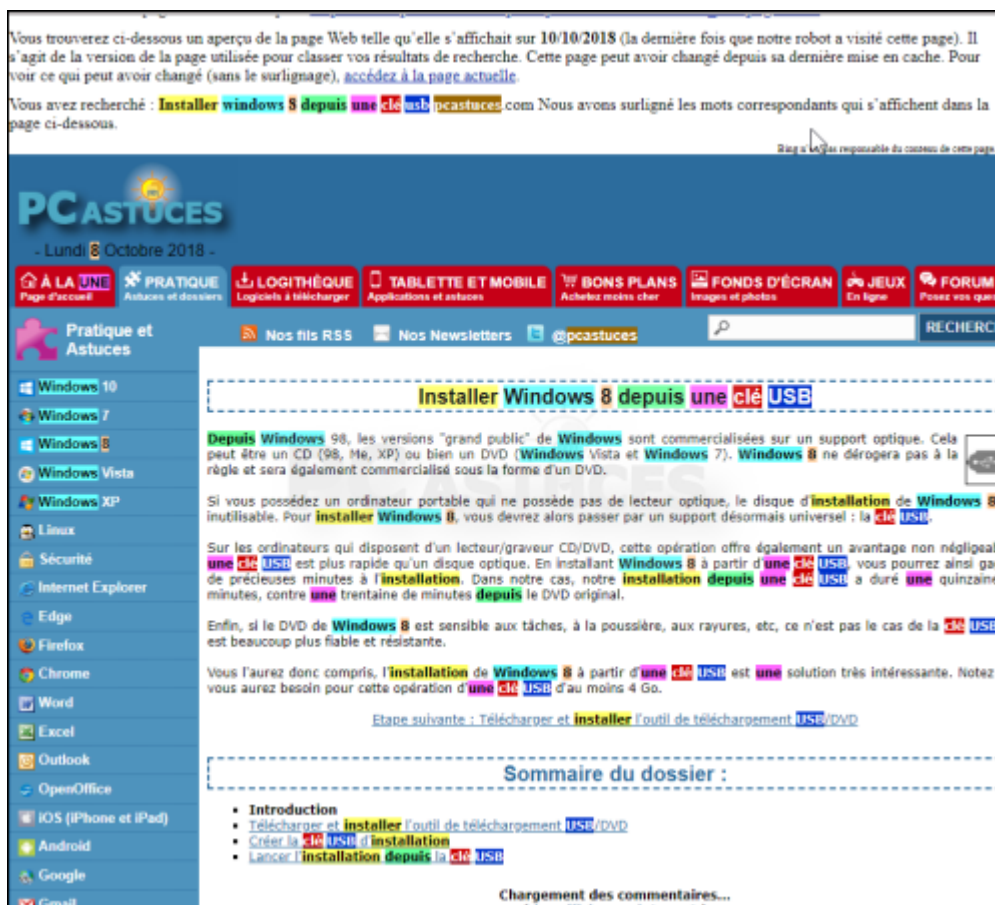 Vous trouverez ci-dessous un aperçu de la page Web telle qu'elle s'affichait sur 10/10/2018 (la dernière fois que notre robot a visité cette page). Il
s'agit de la version de la page utilisée pour classer vos résultats de recherche. Cette page peut avoir changé depuis sa dernière mise en cache. Pour
voir ce qui peut avoir changé (sans le surlignage), accédez à la page actuelle.
Vous avez recherché : Installer windows 8 depuis une clé usb pcastuces.com Nous avons surligné les mots correspondants qui s'affichent dans la
page ci-dessous.
Bing responsable du contenu de cette page
PC ASTUCES
- Lundi 8 Octobre 2018 -
À LA UNE PRATIQUE LOGITHÈQUE TABLETTE ET MOBILE BONS PLANS FONDS D'ÉCRAN JEUX FORUM
Page d'accueil Astuces et dossiers Logiciels à télécharger Applications et astuces Achetez moins cher Images et photos En ligne Posez vos ques
Pratique et
Astuces
Nos fils RSS Nos Newsletters @pcastuces RECHERC
Windows 10
Windows 7
Windows 8
Windows Vista
Windows XP
Linux
Sécurité
Internet Explorer
Edge
Firefox
Chrome
Word
Excel
Outlook
OpenOffice
iOS (iPhone et iPad)
Android
Google
Gmail
Installer Windows 8 depuis une clé USB
Depuis Windows 98, les versions "grand public" de Windows sont commercialisées sur un support optique. Cela
peut être un CD (98, Me, XP) ou bien un DVD (Windows Vista et Windows 7). Windows 8 ne dérogera pas à la
règle et sera également commercialisé sous la forme d'un DVD.
Si vous possédez un ordinateur portable qui ne possède pas de lecteur optique, le disque d'installation de Windows 8
inutilisable. Pour installer Windows 8, vous devrez alors passer par un support désormais universel : la clé USB.
Sur les ordinateurs qui disposent d'un lecteur/graveur CD/DVD, cette opération offre également un avantage non négligeal
une clé USB est plus rapide qu'un disque optique. En installant Windows 8 à partir d'une clé USB, vous pourrez ainsi ga
de précieuses minutes à l'installation. Dans notre cas, notre installation depuis une clé USB a duré une quinzaine
minutes, contre une trentaine de minutes depuis le DVD original.
Enfin, si le DVD de Windows 8 est sensible aux tâches, à la poussière, aux rayures, etc, ce n'est pas le cas de la clé USB
est beaucoup plus fiable et résistante.
Vous l'aurez donc compris, l'installation de Windows 8 à partir d'une clé USB est une solution très intéressante. Notez
vous aurez besoin pour cette opération d'une clé USB d'au moins 4 Go.
Etape suivante : Télécharger et installer l'outil de téléchargement USB/DVD
Sommaire du dossier :
Introduction
Télécharger et installer l'outil de téléchargement USB/DVD
Créer la clé USB d'installation
Lancer l'installation depuis la clé USB
Chargement des commentaires...